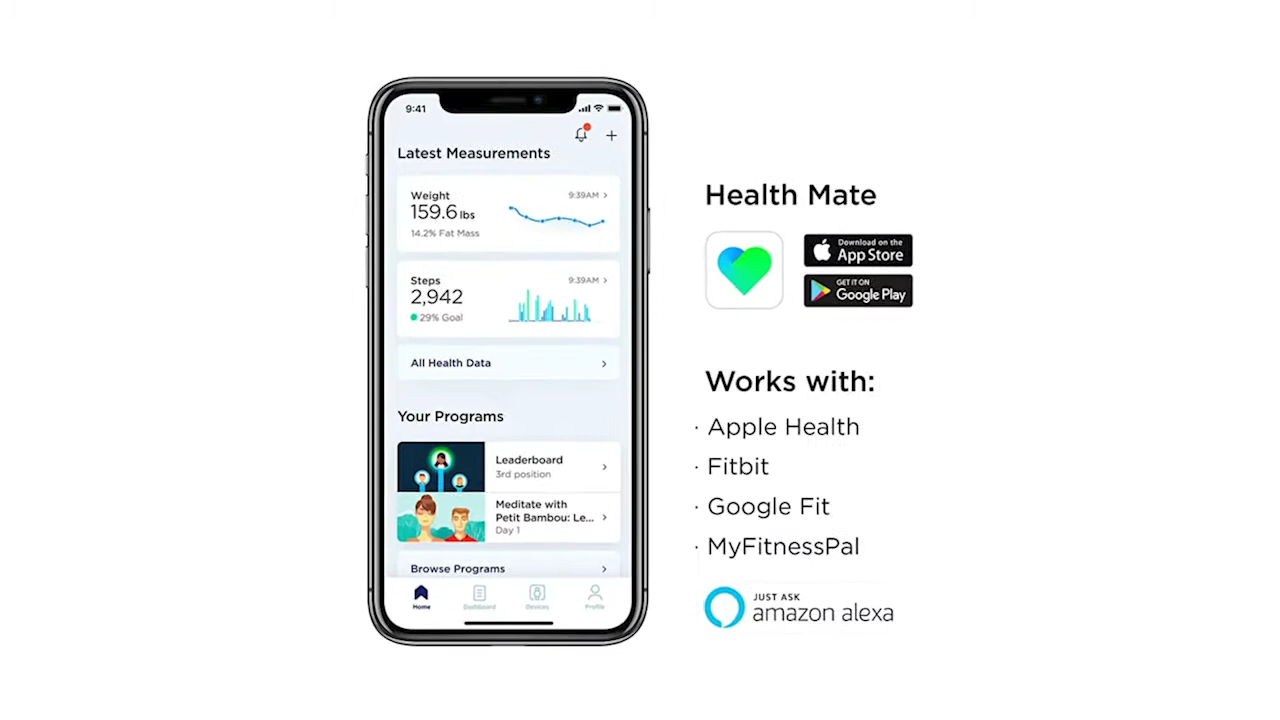 9:41
Latest Measurements
Weight
9:39AM
159.6 lbs
14.2% Fat Mass
Steps
9:39AM
2,942
29% Goal
All Health Data
Your Programs
Leaderboard
3rd position
Meditate with
Petit Bambou: Le...
Day 1
Browse Programs
Home
Dashboard
Devices
Profile
Health Mate
Download on the
App Store
GET IT ON
Google Play
Works with:
· Apple Health
· Fitbit
· Google Fit
· MyFitnessPal
JUST ASK
amazon alexa